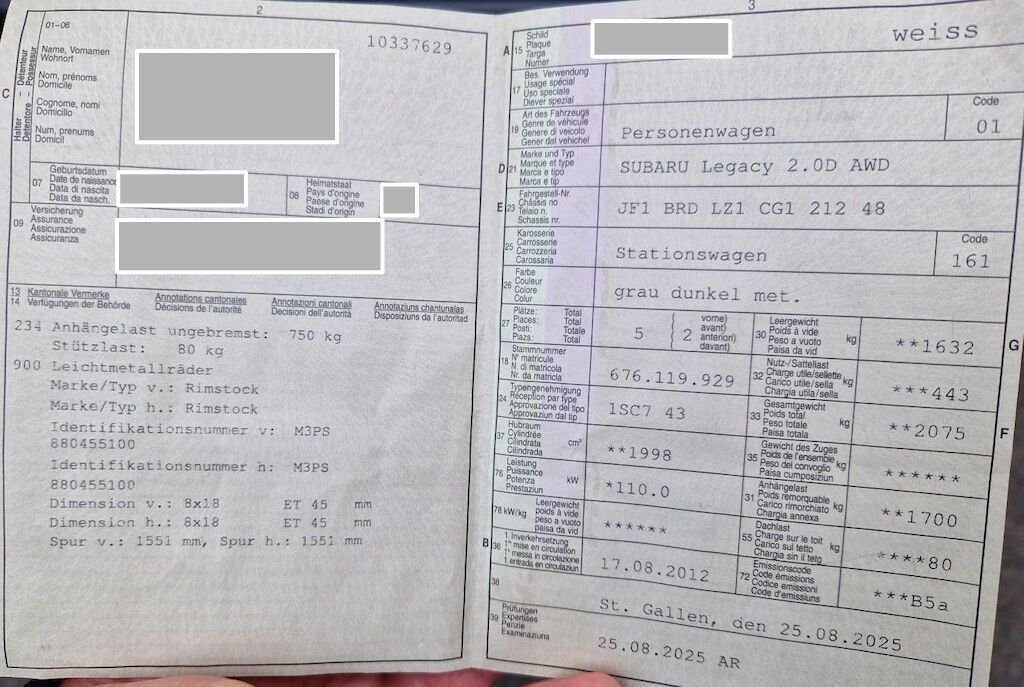 2
01-06
Halter – Détenteur
Detentore – Possessur
C
Name, Vornamen
Wohnort
Nom, prénoms
Domicile
Cognome, nomi
Domicilio
Num, prenums
Domicil
10337629
07
Geburtsdatum
Date de naissance
Data di nascita
Data da nasch.
08
Heimatstaat
Pays d'origine
Paese d'origine
Stadi d'origin
09
Versicherung
Assurance
Assicurazione
Assicuranza
13 Kantonale Vermerke Annotations cantonales Annotazioni cantonali Annotaziuns chantunalas
14 Verfügungen der Behörde Décisions de l'autorité Decisioni dell'autorità Disposiziuns da l'autoritad
234 Anhängelast ungebremst: 750 kg
Stützlast: 80 kg
900 Leichtmetallräder
Marke/Typ v.: Rimstock
Marke/Typ h.: Rimstock
Identifikationsnummer v: M3PS
880455100
Identifikationsnummer h: M3PS
880455100
Dimension v.: 8x18 ET 45 mm
Dimension h.: 8x18 ET 45 mm
Spur v.: 1551 mm, Spur h.: 1551 mm
3
A 15
Schild
Plaque
Targa
Numer
weiss
17
Bes. Verwendung
Usage spécial
Uso speciale
Diever spezial
19
Art des Fahrzeugs
Genre de véhicule
Genere di veicolo
Gener dal vehichel
Personenwagen
Code
01
D 21
Marke und Typ
Marque et type
Marca e tipo
Marca e tip
SUBARU Legacy 2.0D AWD
E 23
Fahrgestell-Nr.
Châssis no
Telaio n.
Schassis nr.
JF1 BRD LZ1 CG1 212 48
25
Karosserie
Carrosserie
Carrozzeria
Carossaria
Stationswagen
Code
161
26
Farbe
Couleur
Colore
Colur
grau dunkel met.
27
Plätze: Total
Places: Total
Posti: Totale
Plazs: Total
5
2
vorne)
avant)
anteriori)
davant)
30
Leergewicht
Poids à vide
Peso a vuoto
Paisa da vid
kg
**1632
G
18
Stammnummer
N° matricule
N. di matricola
Nr. da matricla
676.119.929
32
Nutz-/Sattellast
Charge utile/sellette
Carico utile/sella
Chargia utila/sella
kg
***443
24
Typengenehmigung
Réception par type
Approvazione del tipo
Approvaziun dal tip
1SC7 43
33
Gesamtgewicht
Poids total
Peso totale
Paisa totala
kg
**2075
F
37
Hubraum
Cylindrée
Cilindrata
Cilindrada
cm³
**1998
35
Gewicht des Zuges
Poids de l'ensemble
Peso del convoglio
Paisa cumposiziun
kg
******
76
Leistung
Puissance
Potenza
Prestaziun
kW
*110.0
31
Anhängelast
Poids remorquable
Carico rimorchiato
Chargia annexa
kg
**1700
78 kW/kg
Leergewicht
poids à vide
peso a vuoto
paisa da vid
******
55
Dachlast
Charge sur le toit
Carico sul tetto
Chargia sin il tetg
kg
****80
B 36
1. Inverkehrsetzung
1re mise en circulation
1a messa in circolazione
1. entrada en circulaziun
17.08.2012
72
Emissionscode
Code émissions
Codice emissioni
Code d'emissiuns
***B5a
38
St. Gallen, den 25.08.2025
39
Prüfungen
Expertises
Perizie
Examinaziuns
25.08.2025 AR